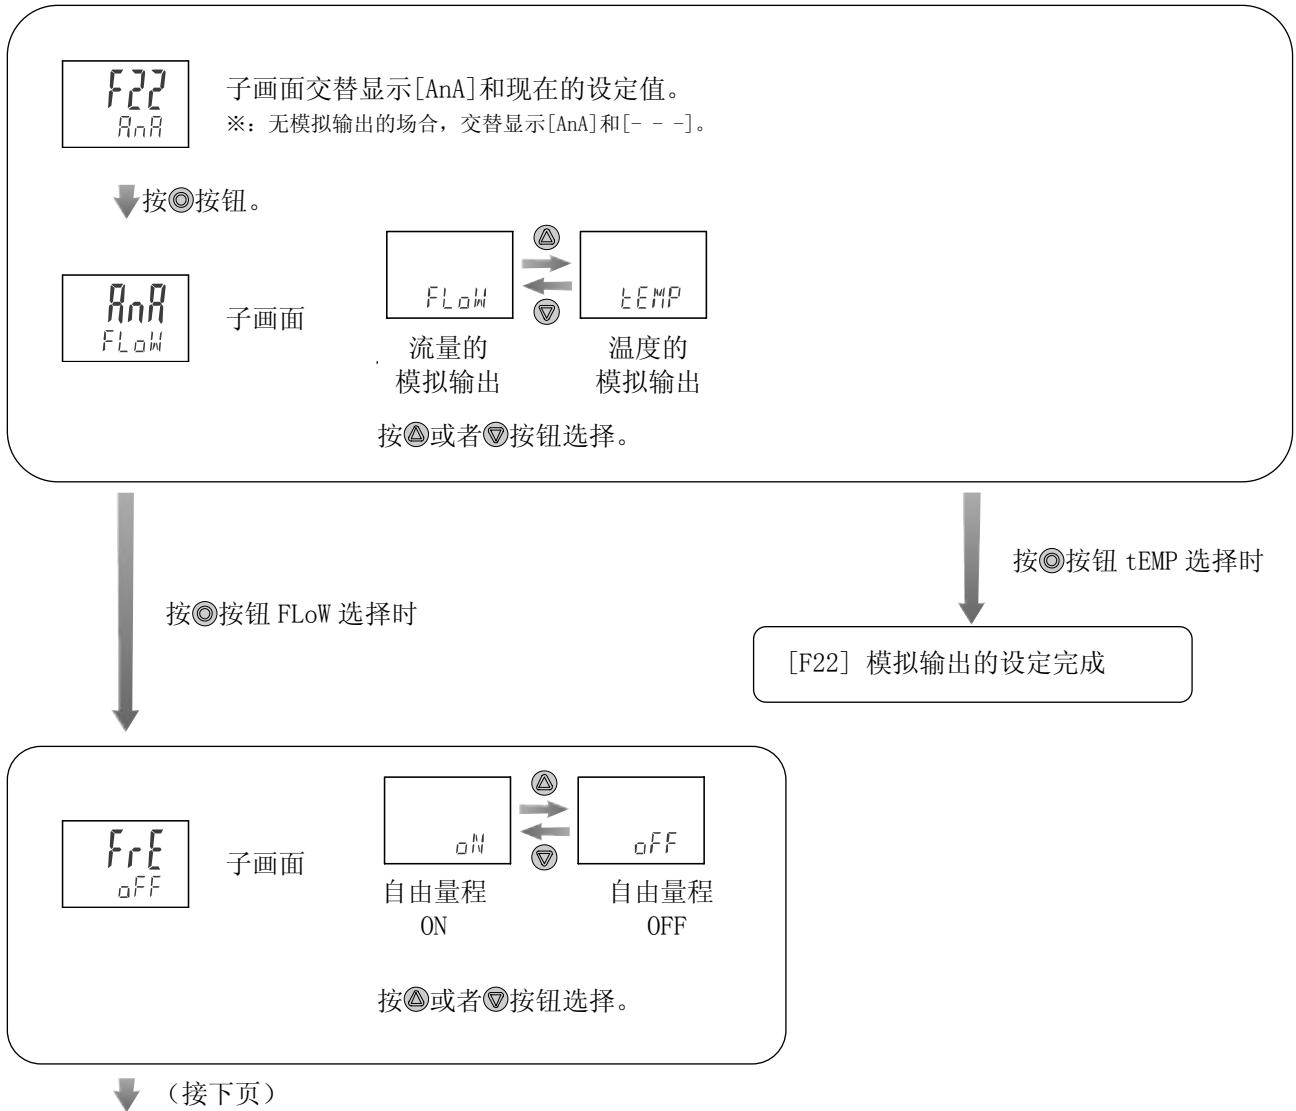 F22
AnA
子画面交替显示[AnA]和现在的设定值。
※：无模拟输出的场合，交替显示[AnA]和[- - -]。
按◎按钮。
AnA
FLoW
子画面
FLoW
tEMP
流量的
模拟输出
温度的
模拟输出
按△或者▽按钮选择。
按◎按钮 FLoW 选择时
按◎按钮 tEMP 选择时
[F22] 模拟输出的设定完成
FrE
oFF
子画面
oN
oFF
自由量程
ON
自由量程
OFF
按△或者▽按钮选择。
（接下页）